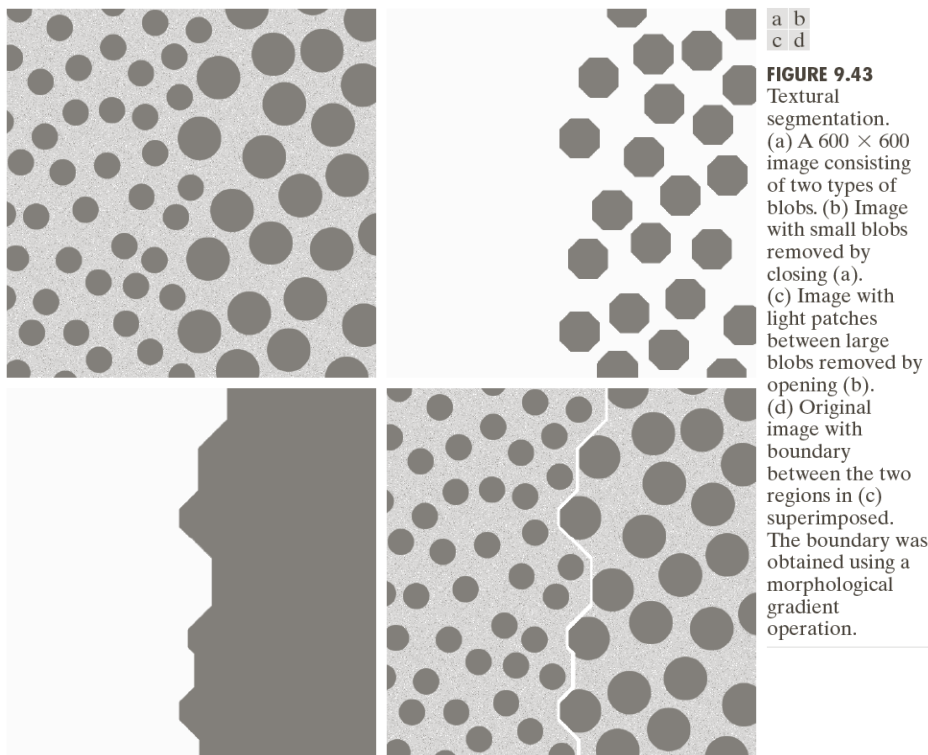 a b
c d
FIGURE 9.43
Textural
segmentation.
(a) A 600 × 600
image consisting
of two types of
blobs. (b) Image
with small blobs
removed by
closing (a).
(c) Image with
light patches
between large
blobs removed by
opening (b).
(d) Original
image with
boundary
between the two
regions in (c)
superimposed.
The boundary was
obtained using a
morphological
gradient
operation.